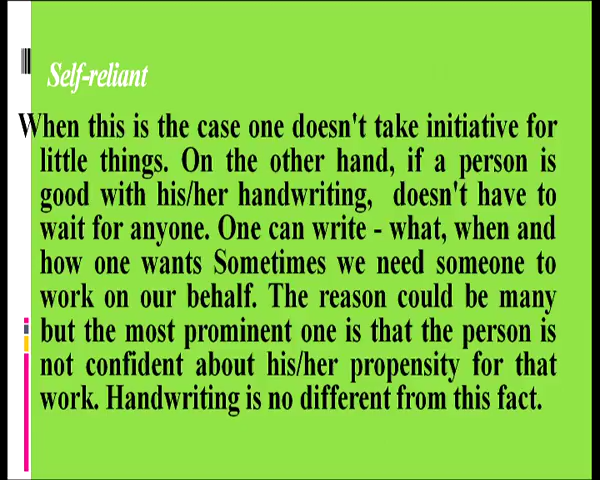 Self-reliant
When this is the case one doesn't take initiative for
little things. On the other hand, if a person is
good with his/her handwriting, doesn't have to
wait for anyone. One can write - what, when and
how one wants Sometimes we need someone to
work on our behalf. The reason could be many
but the most prominent one is that the person is
not confident about his/her propensity for that
work. Handwriting is no different from this fact.